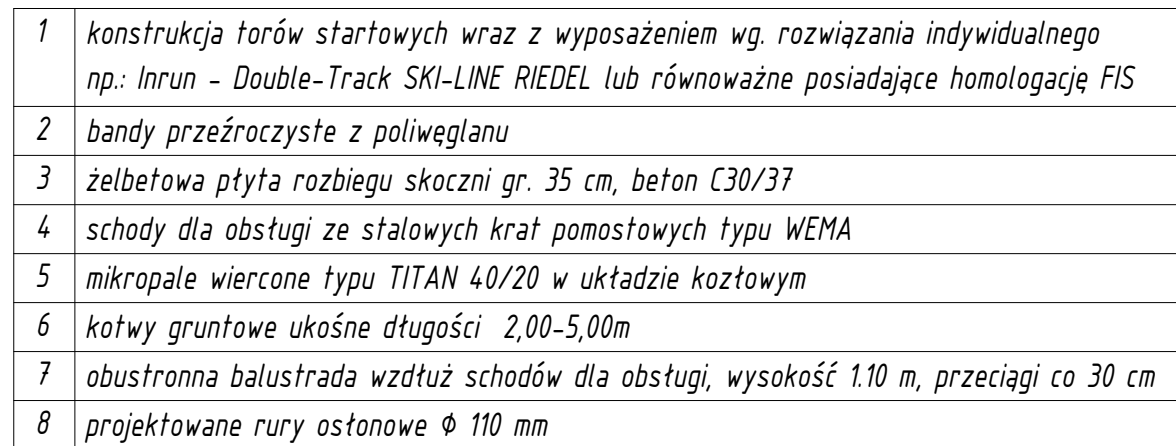 1 konstrukcja torów startowych wraz z wyposażeniem wg. rozwiązania indywidualnego
np.: Inrun - Double-Track SKI-LINE RIEDEL lub równoważne posiadające homologację FIS
2 bandy przeźroczyste z poliwęglanu
3 żelbetowa płyta rozbiegu skoczni gr. 35 cm, beton C30/37
4 schody dla obsługi ze stalowych krat pomostowych typu WEMA
5 mikropale wiercone typu TITAN 40/20 w układzie kozłowym
6 kotwy gruntowe ukośne długości 2,00-5,00m
7 obustronna balustrada wzdłuż schodów dla obsługi, wysokość 1.10 m, przeciągi co 30 cm
8 projektowane rury osłonowe Φ 110 mm